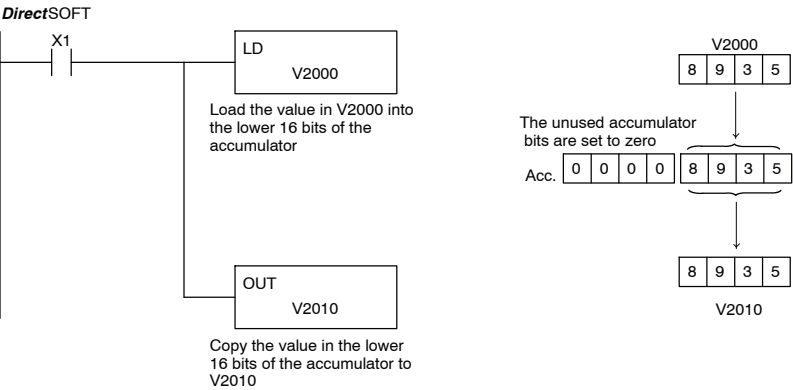 DirectSOFT
X1
LD
V2000
Load the value in V2000 into
the lower 16 bits of the
accumulator
OUT
V2010
Copy the value in the lower
16 bits of the accumulator to
V2010
V2000
8 9 3 5
The unused accumulator
bits are set to zero
Acc. 0 0 0 0 8 9 3 5
8 9 3 5
V2010